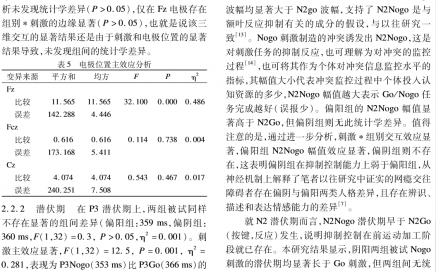 析未发现统计学差异(P>0.05),仅在 Fz 电极存在
组别*刺激的边缘显著(P>0.05),也就是说该三
维交互的显著结果还是由于刺激和电极位置的显著
结果导致,未发现组间的统计学差异。
表5 电极位置主效应分析
变异来源 平方和 均方 F P η²
Fz
比较 11.565 11.565 32.100 0.000 0.486
误差 142.288 4.446
Fcz
比较 0.616 0.616 0.114 0.738 0.004
误差 173.168 5.411
Cz
比较 4.074 4.074 0.543 0.467 0.017
误差 240.251 7.508
2.2.2 潜伏期 在 P3 潜伏期上,两组被试同样
不存在显著的组间差异(偏阳组:359 ms,偏阴组:
360 ms,F(1,32)=0.3, P>0.05,η²=0.001)。刺
激主效应显著,F(1,32)=12.5, P=0.001, η²=
0.281,表现为 P3Nogo(353 ms)比 P3Go(366 ms)的
波幅均显著大于 N2go 波幅,支持了 N2Nogo 是与
额叶反应抑制有关的成分的假设,与以往研究一
致[13]。Nogo 刺激制造的冲突诱发出 N2Nogo,这是
对刺激任务的抑制反应,也可理解为对冲突的监控
过程[16],也可将其作为个体对冲突信息监控水平的
指标,其幅值大小代表冲突监控过程中个体投入认
知资源的多少,N2Nogo 幅值越大表示 Go/Nogo 任
务完成越好(误报少)。偏阳组的 N2Nogo 幅值显
著高于 N2Go,但偏阴组则无此统计学差异。值得
注意的是,通过进一步分析,刺激*组别交互效应显
著,偏阳组 N2Nogo 幅值效应显著,偏阴组则不存
在,这表明偏阴组在抑制控制能力上弱于偏阳组,从
神经机制上解释了笔者以往研究中证实的网瘾交往
障碍者存在偏阴与偏阳两类人格差异,且存在辨识、
描述和表达情感能力的差异[7]。
就 N2 潜伏期而言,N2Nogo 潜伏期早于 N2Go
(按键,反应)发生,说明抑制控制在前运动加工阶
段就已存在。本研究结果显示,阴阳两组被试 Nogo
刺激的潜伏期均显著长于 Go 刺激,但两组间无统